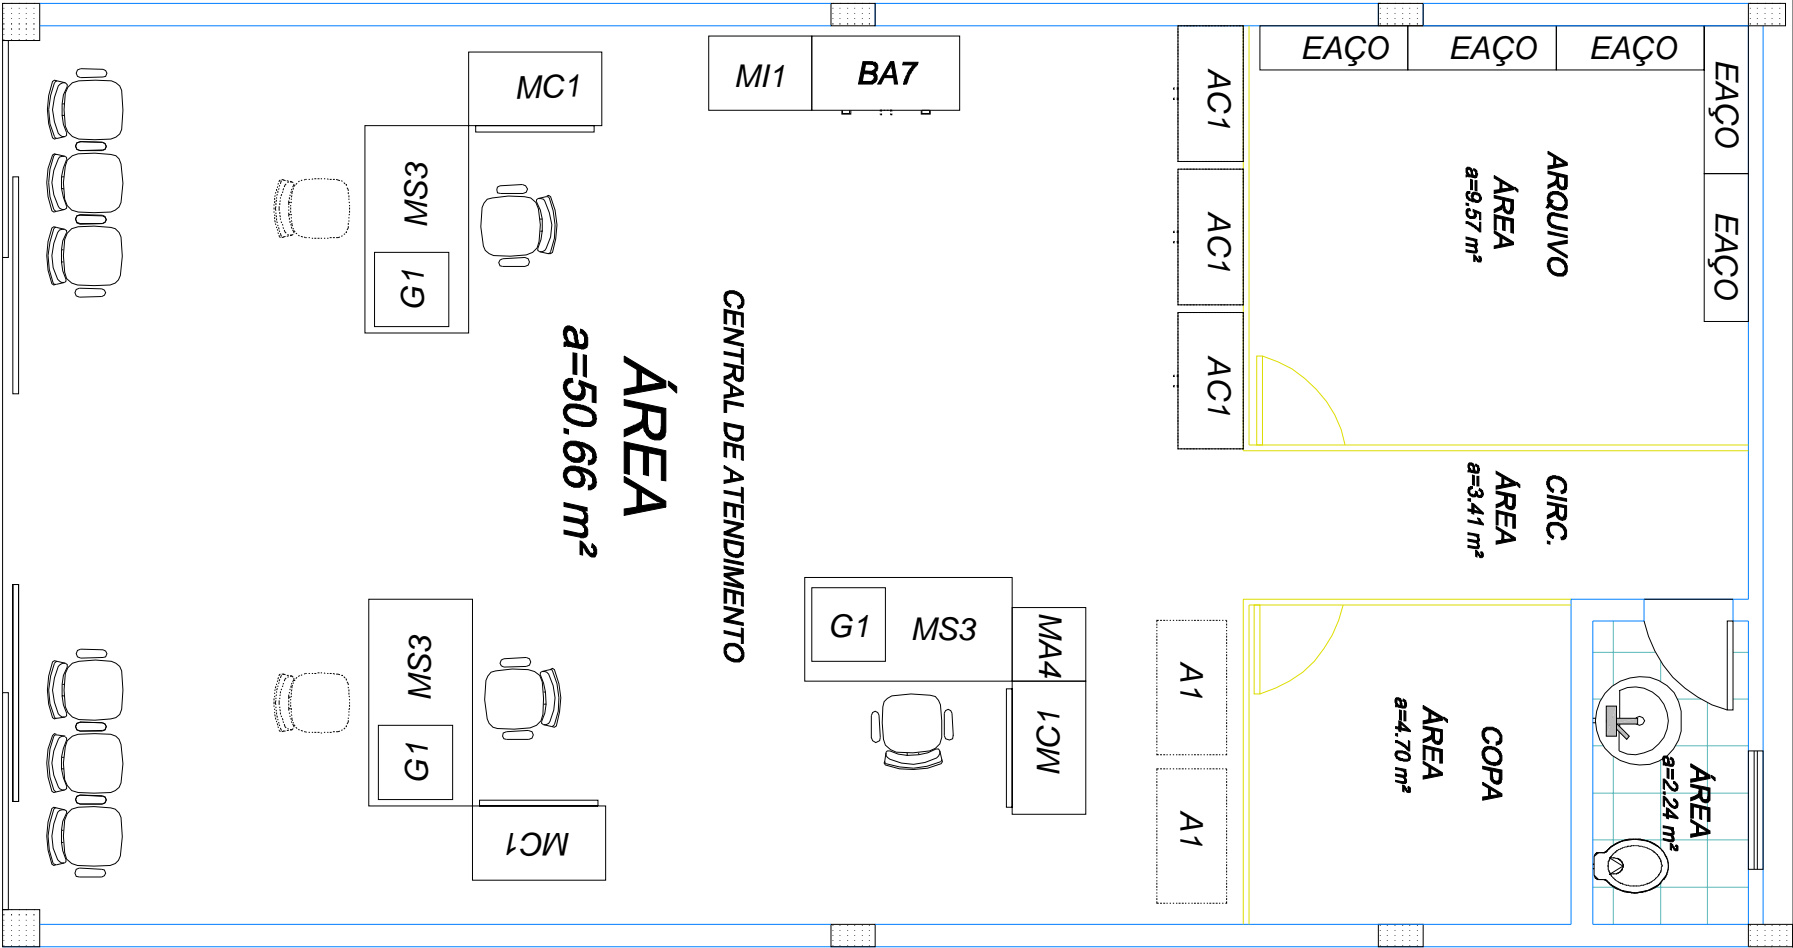 MC1
MS3
G1
MI1
BA7
AC1
AC1
AC1
EAÇO
EAÇO
EAÇO
EAÇO
EAÇO
ARQUIVO
ÁREA
a=9.57 m²
CENTRAL DE ATENDIMENTO
ÁREA
a=50.66 m²
CIRC.
ÁREA
a=3.41 m²
MS3
G1
MC1
G1
MS3
MA4
MC1
A1
A1
COPA
ÁREA
a=4.70 m²
ÁREA
a=2.24 m²